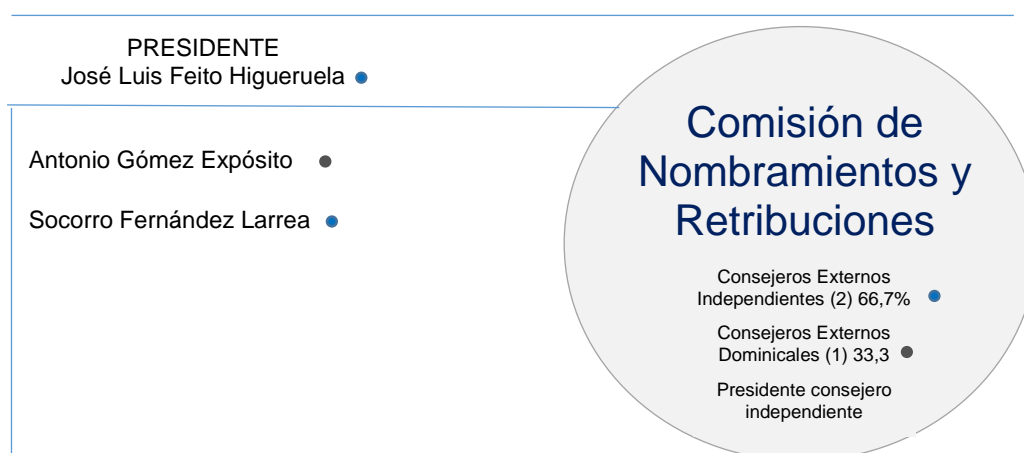 PRESIDENTE
José Luis Feito Higueruela
Antonio Gómez Expósito
Socorro Fernández Larrea
Comisión de
Nombramientos y
Retribuciones
Consejeros Externos
Independientes (2) 66,7%
Consejeros Externos
Dominicales (1) 33,3
Presidente consejero
independiente